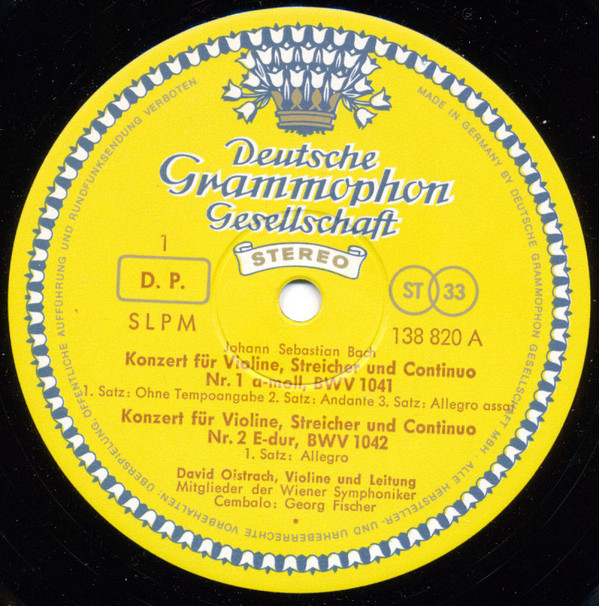 Deutsche
Grammophon
Gesellschaft
STEREO
1
D. P.
SLPM
ST 33
138 820 A
Johann Sebastian Bach
Konzert für Violine, Streicher und Continuo
Nr. 1 a-moll, BWV 1041
1. Satz: Ohne Tempoangabe 2. Satz: Andante 3. Satz: Allegro assai
Konzert für Violine, Streicher und Continuo
Nr. 2 E-dur, BWV 1042
1. Satz: Allegro
David Oistrach, Violine und Leitung
Mitglieder der Wiener Symphoniker
Cembalo: Georg Fischer
*
MADE IN GERMANY BY DEUTSCHE GRAMMOPHON GESELLSCHAFT MBH · ALLE HERSTELLER- UND URHEBERRECHTE VORBEHALTEN · ÜBERSPIELUNG, ÖFFENTLICHE AUFFÜHRUNG UND RUNDFUNKSENDUNG VERBOTEN